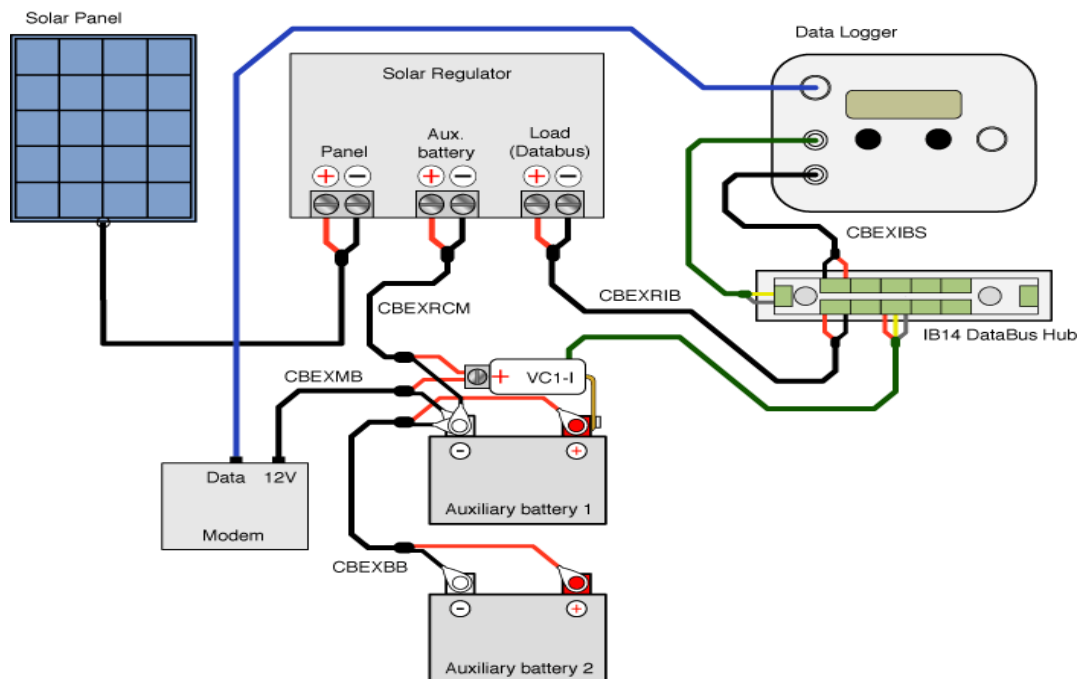 Solar Panel
Data Logger
Solar Regulator
Panel
Aux.
battery
Load
(Databus)
+ −
+ −
+ −
CBEXIBS
CBEXRCM
CBEXRIB
IB14 DataBus Hub
CBEXMB
+ VC1-I
− +
Data 12V
Modem
Auxiliary battery 1
CBEXBB
− +
Auxiliary battery 2